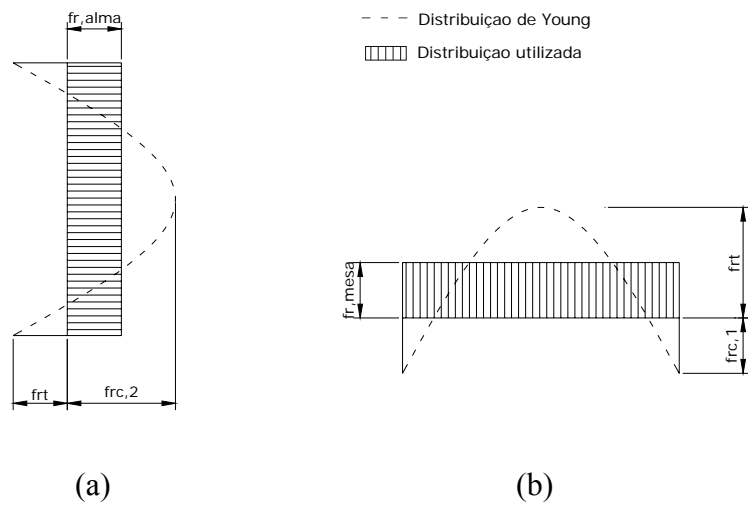 fr,alma
Distribuiçao de Young
Distribuiçao utilizada
fr,mesa
frt
frc,1
frt
frc,2
(a)
(b)